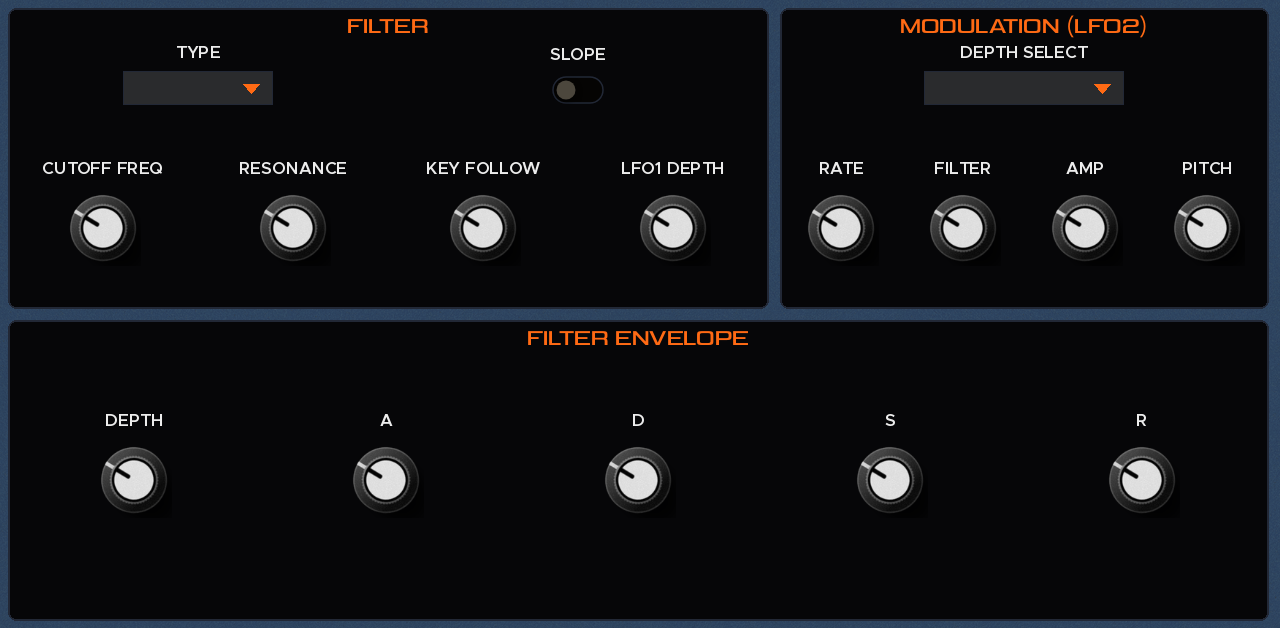 FILTER
TYPE
SLOPE
CUTOFF FREQ
RESONANCE
KEY FOLLOW
LFO1 DEPTH
MODULATION (LFO2)
DEPTH SELECT
RATE
FILTER
AMP
PITCH
FILTER ENVELOPE
DEPTH
A
D
S
R